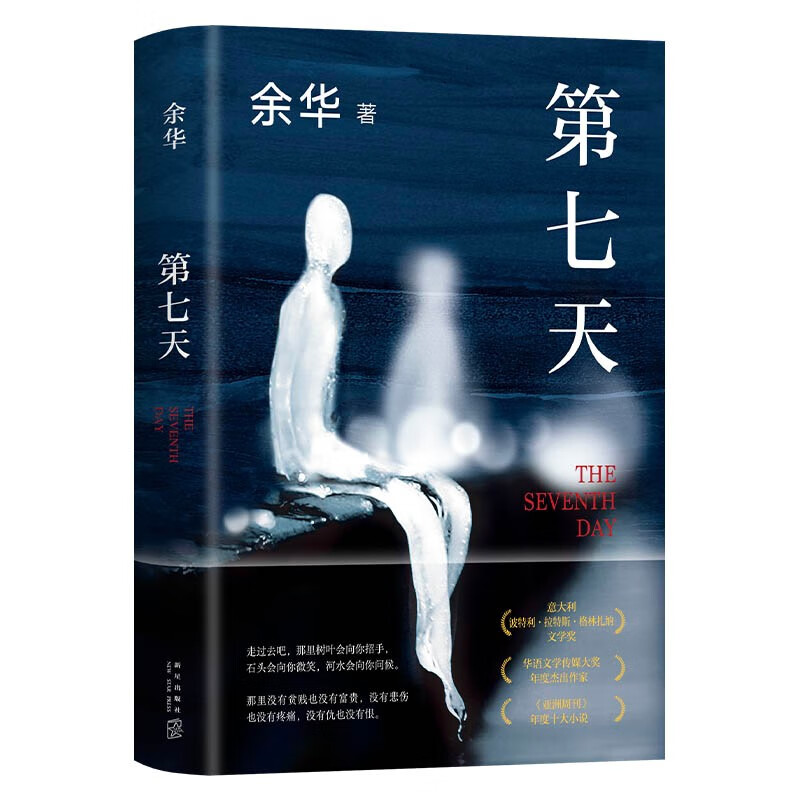 余华
第七天
THE
SEVENTH
DAY
新星出版社
NEW STAR PRESS
余华 著
第七天
THE
SEVENTH
DAY
走过去吧,那里树叶会向你招手,
石头会向你微笑,河水会向你问候。
那里没有贫贱也没有富贵,没有悲伤
也没有疼痛,没有仇也没有恨。
意大利
波特利·拉特斯·格林扎纳
文学奖
华语文学传媒大奖
年度杰出作家
《亚洲周刊》
年度十大小说